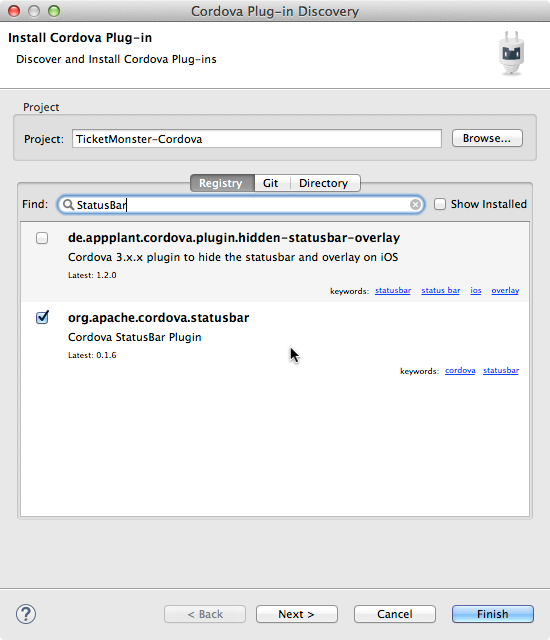 Cordova Plug-in Discovery
Install Cordova Plug-in
Discover and Install Cordova Plug-ins
Project
Project: TicketMonster-Cordova Browse...
Registry Git Directory
Find: StatusBar Show Installed
de.appplant.cordova.plugin.hidden-statusbar-overlay
Cordova 3.x.x plugin to hide the statusbar and overlay on iOS
Latest: 1.2.0
keywords: statusbar status bar ios overlay
org.apache.cordova.statusbar
Cordova StatusBar Plugin
Latest: 0.1.6
keywords: cordova statusbar
? < Back Next > Cancel Finish